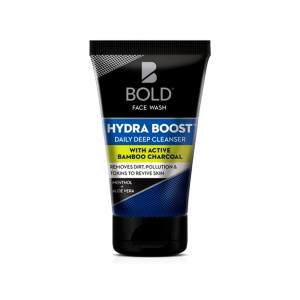 B
BOLD
FACE WASH
HYDRA BOOST
DAILY DEEP CLEANSER
WITH ACTIVE
BAMBOO CHARCOAL
REMOVES DIRT, POLLUTION &
TOXINS TO REVIVE SKIN
MENTHOL
+
ALOE VERA